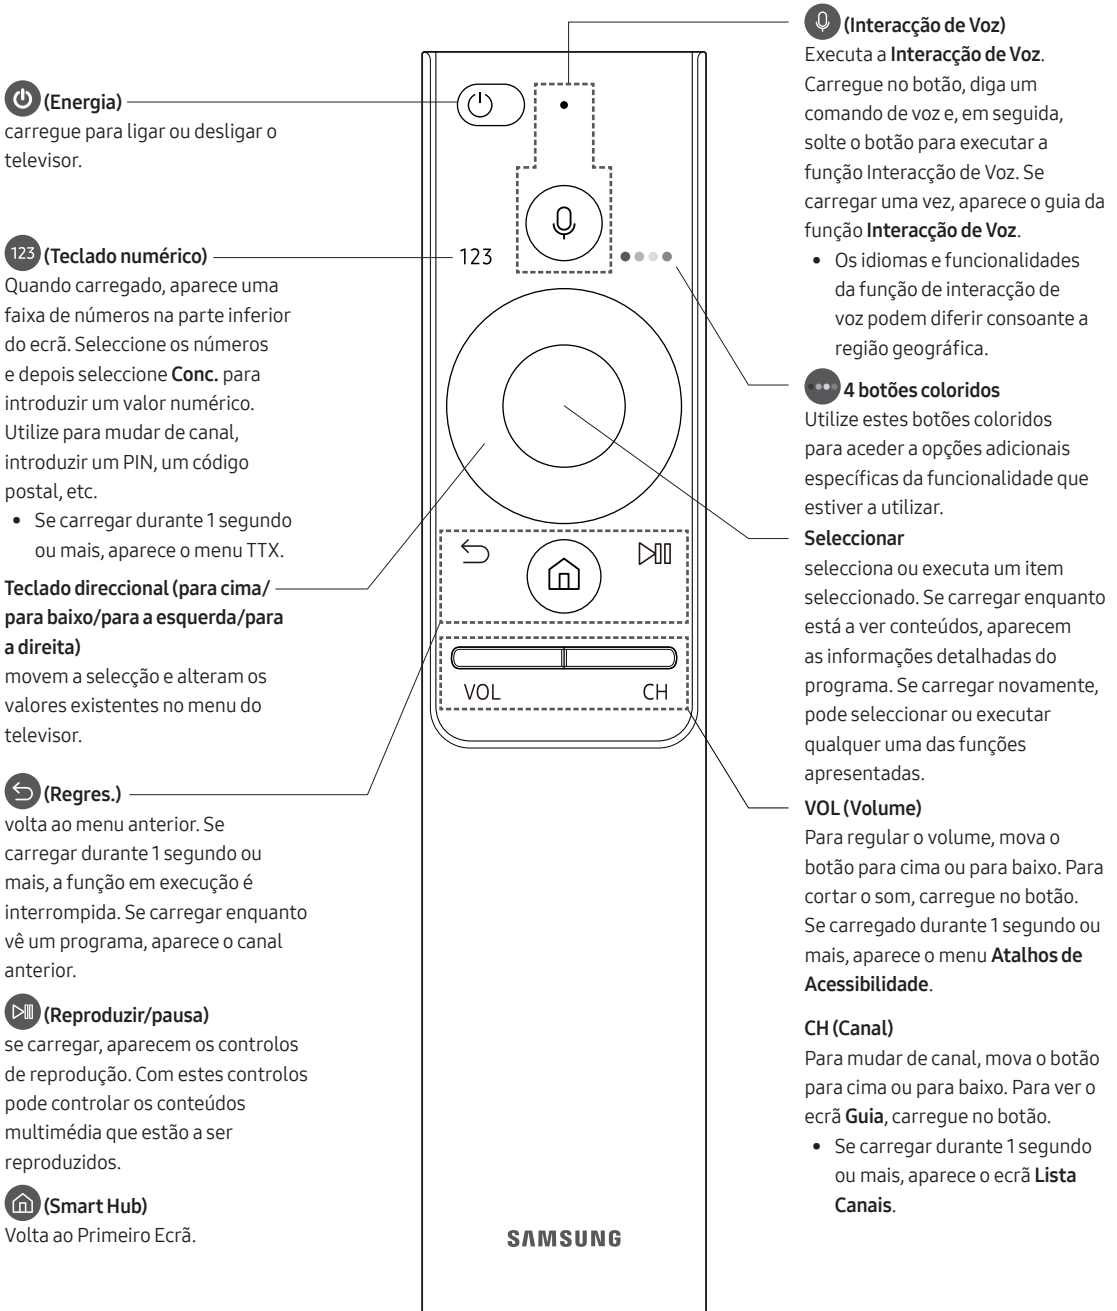 (Energia)
carregue para ligar ou desligar o
televisor.
123 (Teclado numérico)
Quando carregado, aparece uma
faixa de números na parte inferior
do ecrã. Seleccione os números
e depois seleccione Conc. para
introduzir um valor numérico.
Utilize para mudar de canal,
introduzir um PIN, um código
postal, etc.
• Se carregar durante 1 segundo
ou mais, aparece o menu TTX.
Teclado direccional (para cima/
para baixo/para a esquerda/para
a direita)
movem a selecção e alteram os
valores existentes no menu do
televisor.
(Regres.)
volta ao menu anterior. Se
carregar durante 1 segundo ou
mais, a função em execução é
interrompida. Se carregar enquanto
vê um programa, aparece o canal
anterior.
(Reproduzir/pausa)
se carregar, aparecem os controlos
de reprodução. Com estes controlos
pode controlar os conteúdos
multimédia que estão a ser
reproduzidos.
(Smart Hub)
Volta ao Primeiro Ecrã.
123
VOL CH
SAMSUNG
(Interacção de Voz)
Executa a Interacção de Voz.
Carregue no botão, diga um
comando de voz e, em seguida,
solte o botão para executar a
função Interacção de Voz. Se
carregar uma vez, aparece o guia da
função Interacção de Voz.
• Os idiomas e funcionalidades
da função de interacção de
voz podem diferir consoante a
região geográfica.
4 botões coloridos
Utilize estes botões coloridos
para aceder a opções adicionais
específicas da funcionalidade que
estiver a utilizar.
Seleccionar
selecciona ou executa um item
seleccionado. Se carregar enquanto
está a ver conteúdos, aparecem
as informações detalhadas do
programa. Se carregar novamente,
pode seleccionar ou executar
qualquer uma das funções
apresentadas.
VOL (Volume)
Para regular o volume, mova o
botão para cima ou para baixo. Para
cortar o som, carregue no botão.
Se carregado durante 1 segundo ou
mais, aparece o menu Atalhos de
Acessibilidade.
CH (Canal)
Para mudar de canal, mova o botão
para cima ou para baixo. Para ver o
ecrã Guia, carregue no botão.
• Se carregar durante 1 segundo
ou mais, aparece o ecrã Lista
Canais.